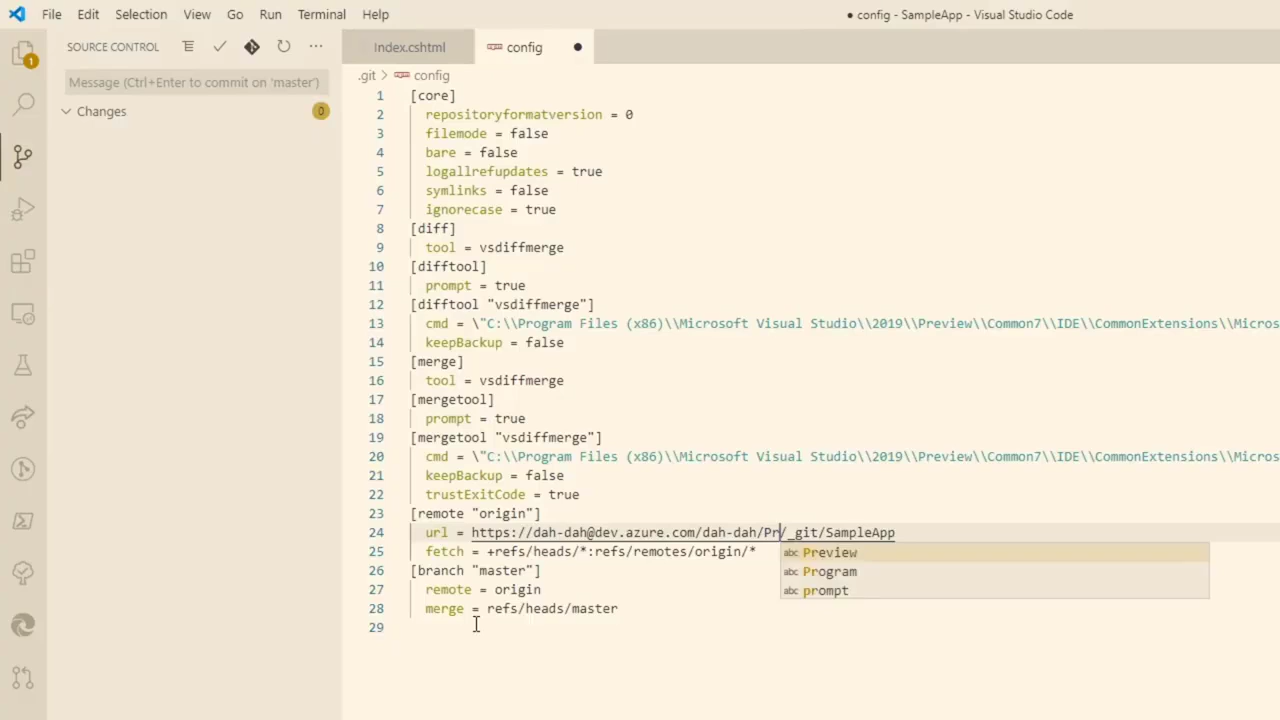 File Edit Selection View Go Run Terminal Help
● config - SampleApp - Visual Studio Code
SOURCE CONTROL
Index.cshtml
config
1
Message (Ctrl+Enter to commit on 'master')
Changes
0
.git > config
1 [core]
2 repositoryformatversion = 0
3 filemode = false
4 bare = false
5 logallrefupdates = true
6 symlinks = false
7 ignorecase = true
8 [diff]
9 tool = vsdiffmerge
10 [difftool]
11 prompt = true
12 [difftool "vsdiffmerge"]
13 cmd = \"C:\\Program Files (x86)\\Microsoft Visual Studio\\2019\\Preview\\Common7\\IDE\\CommonExtensions\\Micros
14 keepBackup = false
15 [merge]
16 tool = vsdiffmerge
17 [mergetool]
18 prompt = true
19 [mergetool "vsdiffmerge"]
20 cmd = \"C:\\Program Files (x86)\\Microsoft Visual Studio\\2019\\Preview\\Common7\\IDE\\CommonExtensions\\Micros
21 keepBackup = false
22 trustExitCode = true
23 [remote "origin"]
24 url = https://dah-dah@dev.azure.com/dah-dah/Pr/_git/SampleApp
25 fetch = +refs/heads/*:refs/remotes/origin/*
26 [branch "master"]
27 remote = origin
28 merge = refs/heads/master
29
abc Preview
abc Program
abc prompt